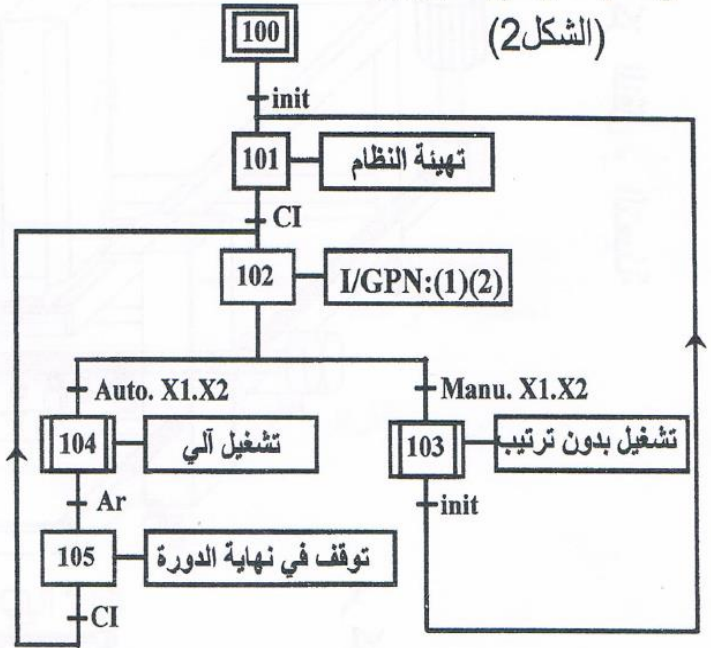 (الشكل2)
100
init
101 تهيئة النظام
CI
102 I/GPN:(1)(2)
Auto. X1.X2 Manu. X1.X2
104 تشغيل آلي 103 تشغيل بدون ترتيب
Ar init
105 توقف في نهاية الدورة
CI